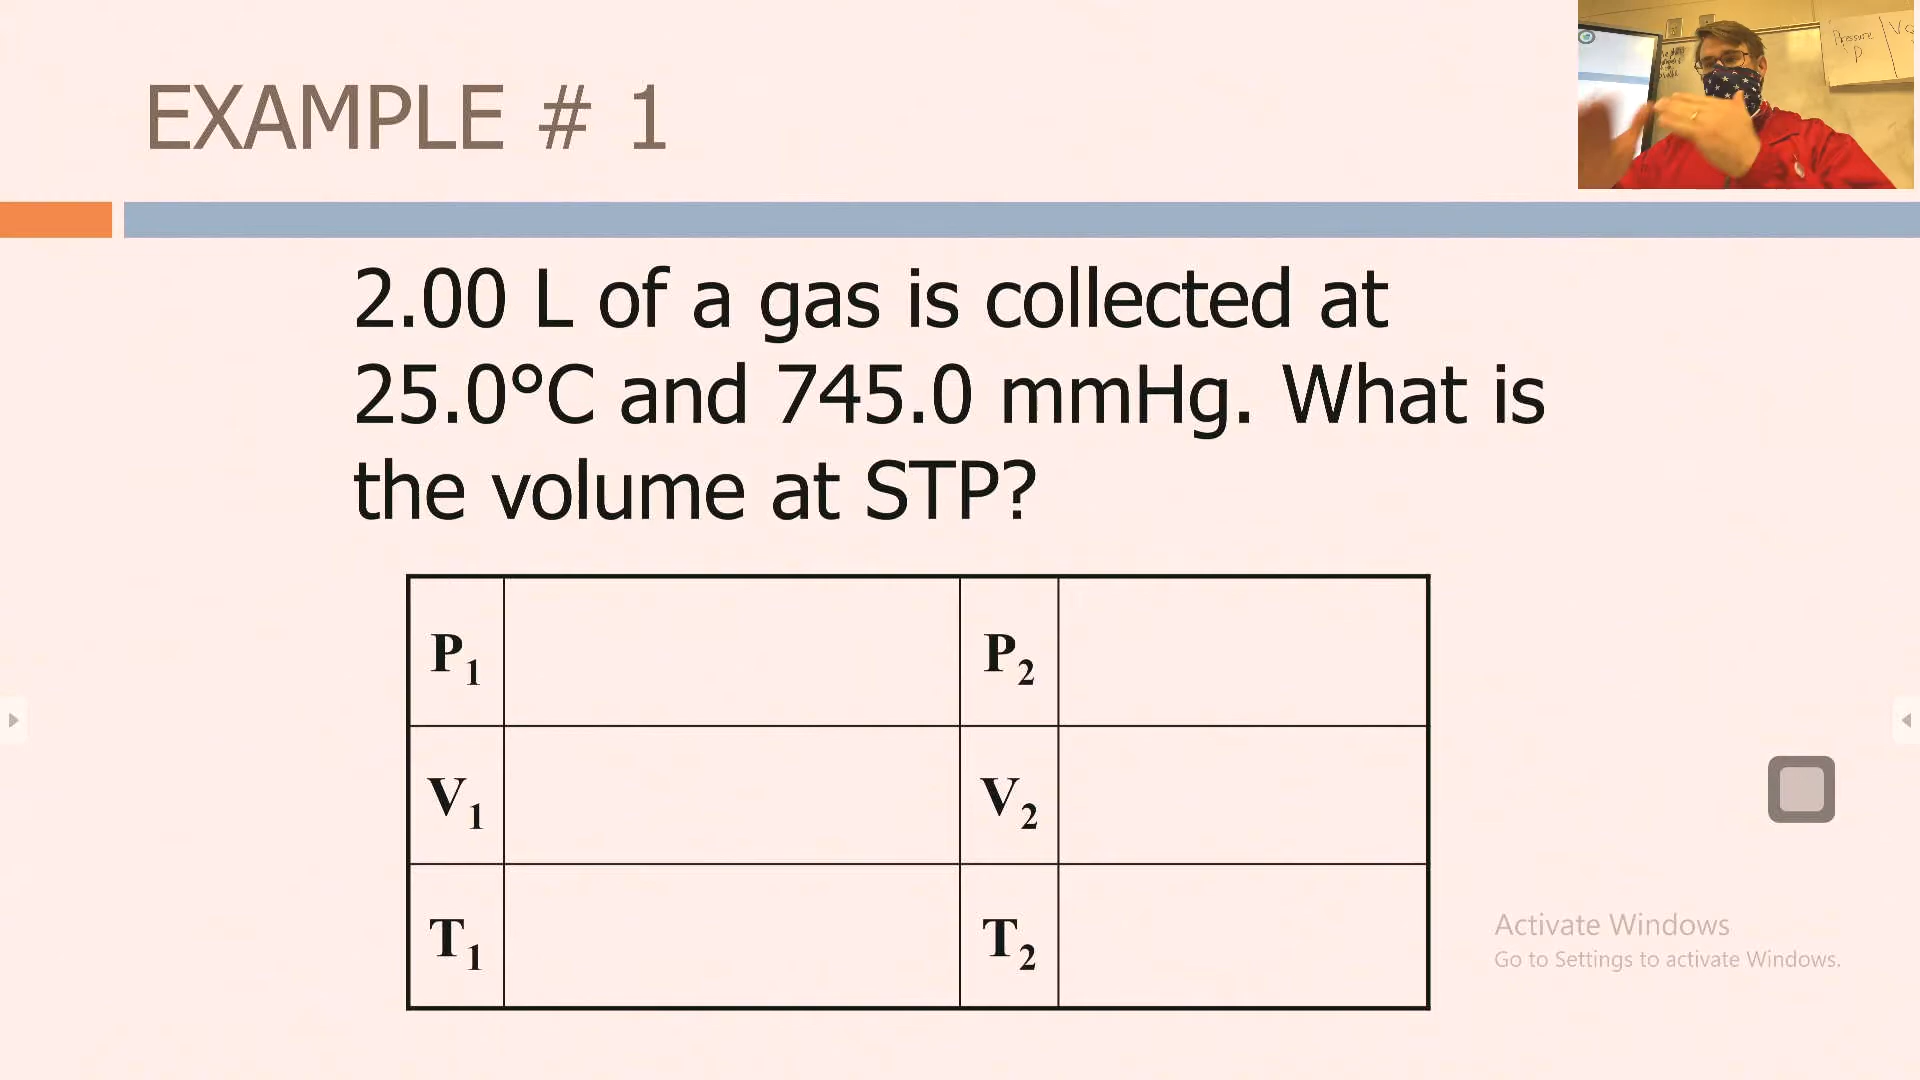 EXAMPLE # 1
Pressure
P
2.00 L of a gas is collected at
25.0°C and 745.0 mmHg. What is
the volume at STP?
P₁ P₂
V₁ V₂
T₁ T₂
Activate Windows
Go to Settings to activate Windows.